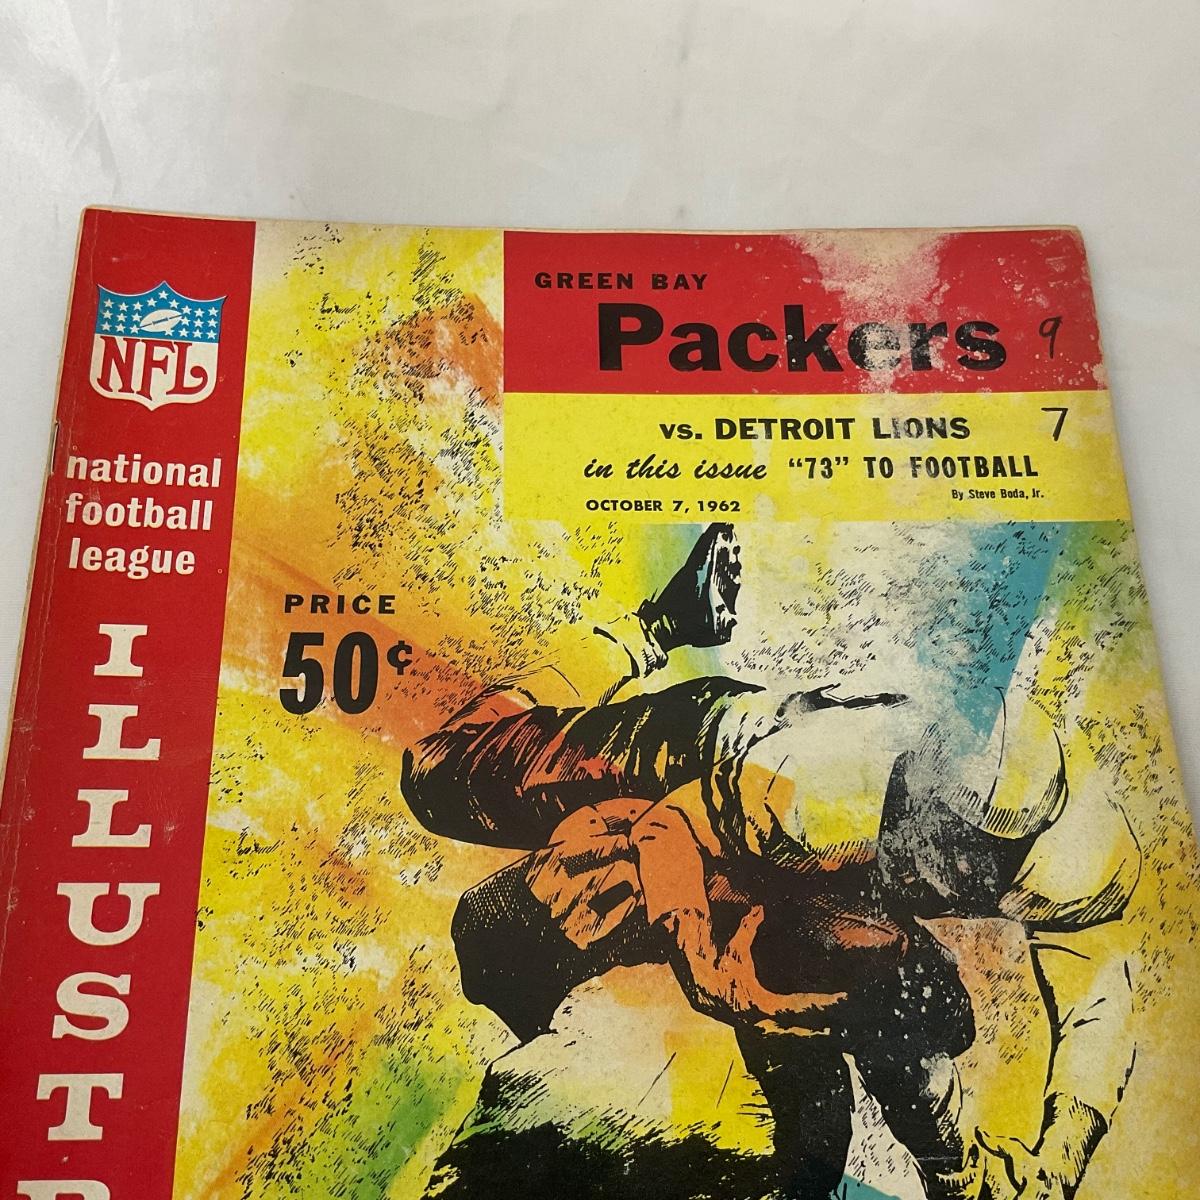 NFL
national
football
league
ILLUST
GREEN BAY
Packers 9
vs. DETROIT LIONS 7
in this issue "73" TO FOOTBALL
By Steve Boda, Jr.
OCTOBER 7, 1962
PRICE
50¢